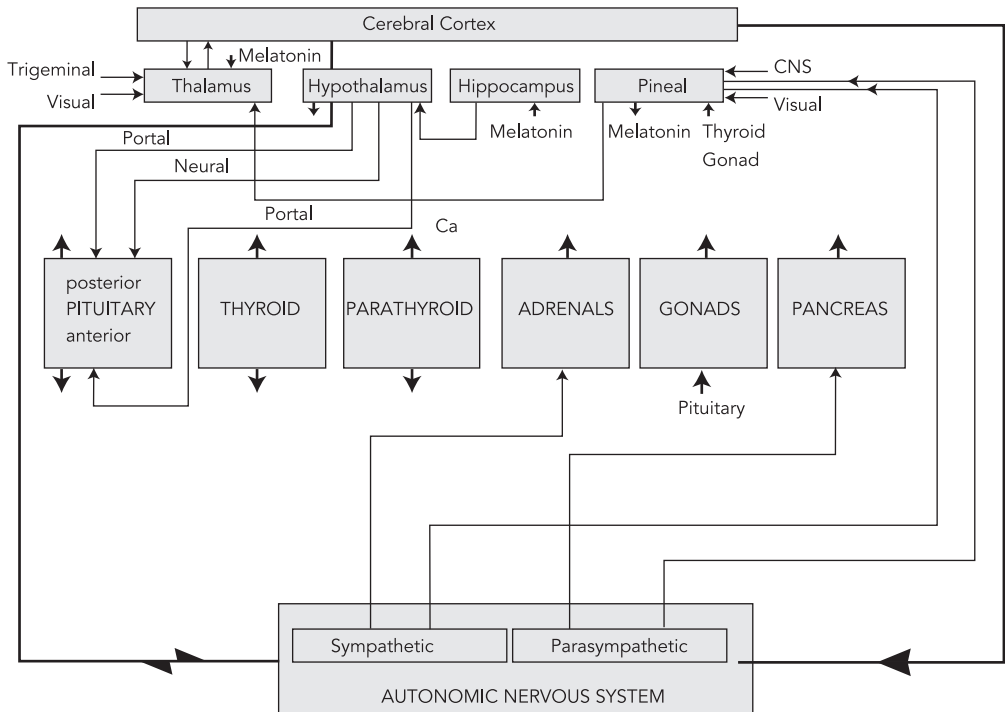 Cerebral Cortex
Melatonin
Trigeminal
Thalamus
Visual
Hypothalamus
Hippocampus
Pineal
CNS
Visual
Melatonin
Melatonin
Thyroid
Gonad
Portal
Neural
Portal
Ca
posterior
PITUITARY
anterior
THYROID
PARATHYROID
ADRENALS
GONADS
PANCREAS
Pituitary
Sympathetic
Parasympathetic
AUTONOMIC NERVOUS SYSTEM